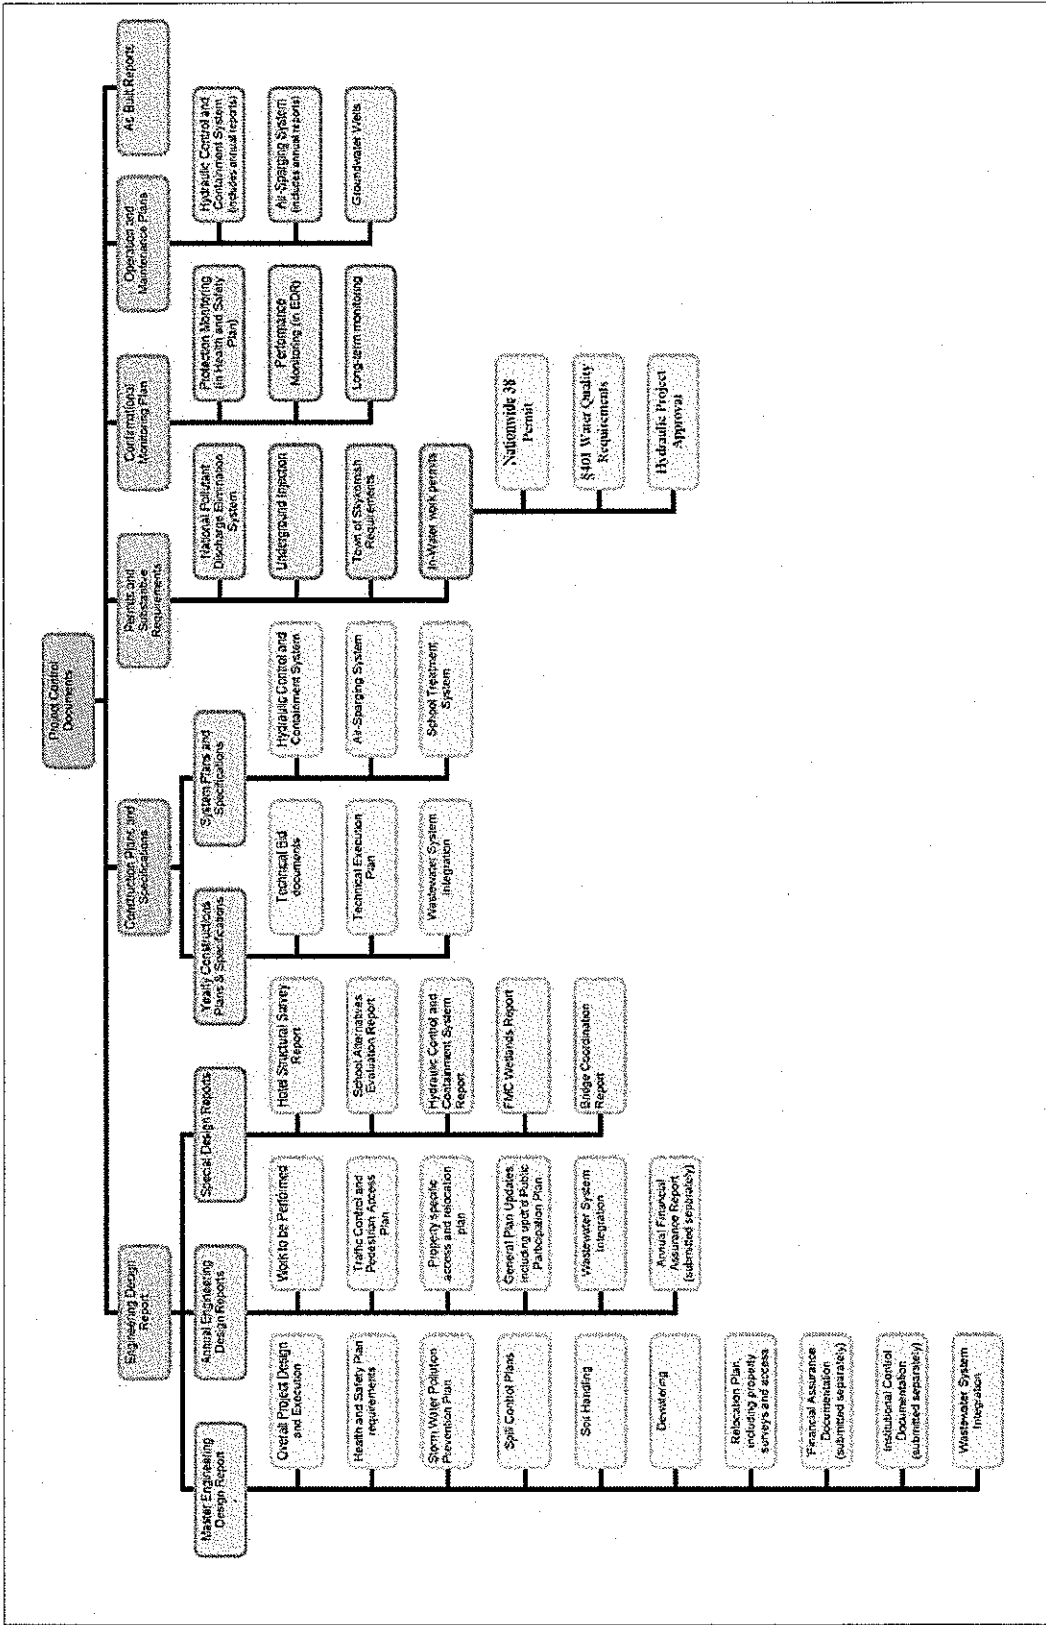 Project Control
Documents
Engineering Design
Report
Construction Plans and
Specifications
Permits and
Substantive
Requirements
Confirmational
Monitoring Plan
Operation and
Maintenance Plans
As Built Reports
Master Engineering
Design Report
Annual Engineering
Design Reports
Special Design Reports
Yearly Constructions
Plans & Specifications
System Plans and
Specifications
Overall Project Design
and Execution
Health and Safety Plan
requirements
Storm Water Pollution
Prevention Plan
Spill Control Plans
Soil Handling
Dewatering
Relocation Plan,
including property
surveys and access
Financial Assurance
Documentation
(submitted separately)
Institutional Control
Documentation
(submitted separately)
Wastewater System
Integration
Work to be Performed
Traffic Control and
Pedestrian Access
Plan
Property specific
access and relocation
plan
General Plan Updates,
including upd'd Public
Participation Plan
Wastewater System
Integration
Annual Financial
Assurance Report
(submitted separately)
Hotel Structural Survey
Report
School Alternatives
Evaluation Report
Hydraulic Control and
Containment System
Report
FMC Wetlands Report
Bridge Coordination
Report
Technical Bid
documents
Technical Execution
Plan
Wastewater System
Integration
Hydraulic Control and
Containment System
Air-Sparging System
School Treatment
System
National Pollutant
Discharge Elimination
System
Underground Injection
Town of Skykomish
Requirements
In-Water work permits
Nationwide 38
Permit
§401 Water Quality
Requirements
Hydraulic Project
Approval
Protection Monitoring
(in Health and Safety
Plan)
Performance
Monitoring (in EDR)
Long-term monitoring
Hydraulic Control and
Containment System
(includes annual reports)
Air-Sparging System
(includes annual reports)
Groundwater Wells